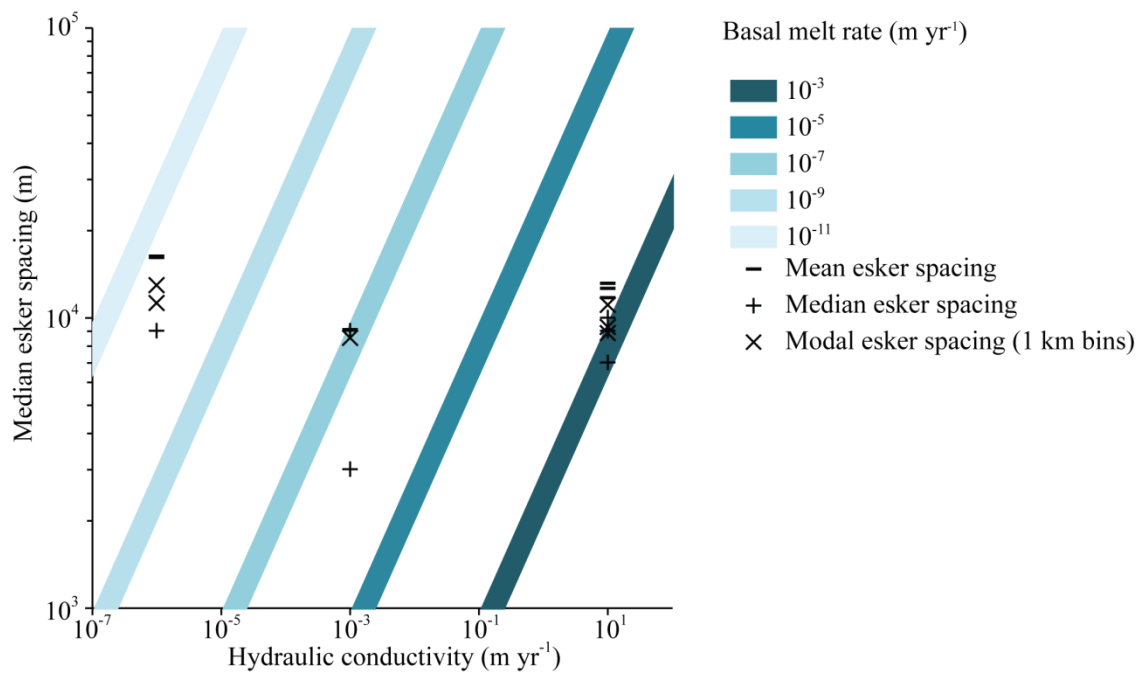 10⁵
10⁴
10³
Median esker spacing (m)
10⁻⁷
10⁻⁵
10⁻³
10⁻¹
10¹
Hydraulic conductivity (m yr⁻¹)
Basal melt rate (m yr⁻¹)
10⁻³
10⁻⁵
10⁻⁷
10⁻⁹
10⁻¹¹
Mean esker spacing
Median esker spacing
Modal esker spacing (1 km bins)